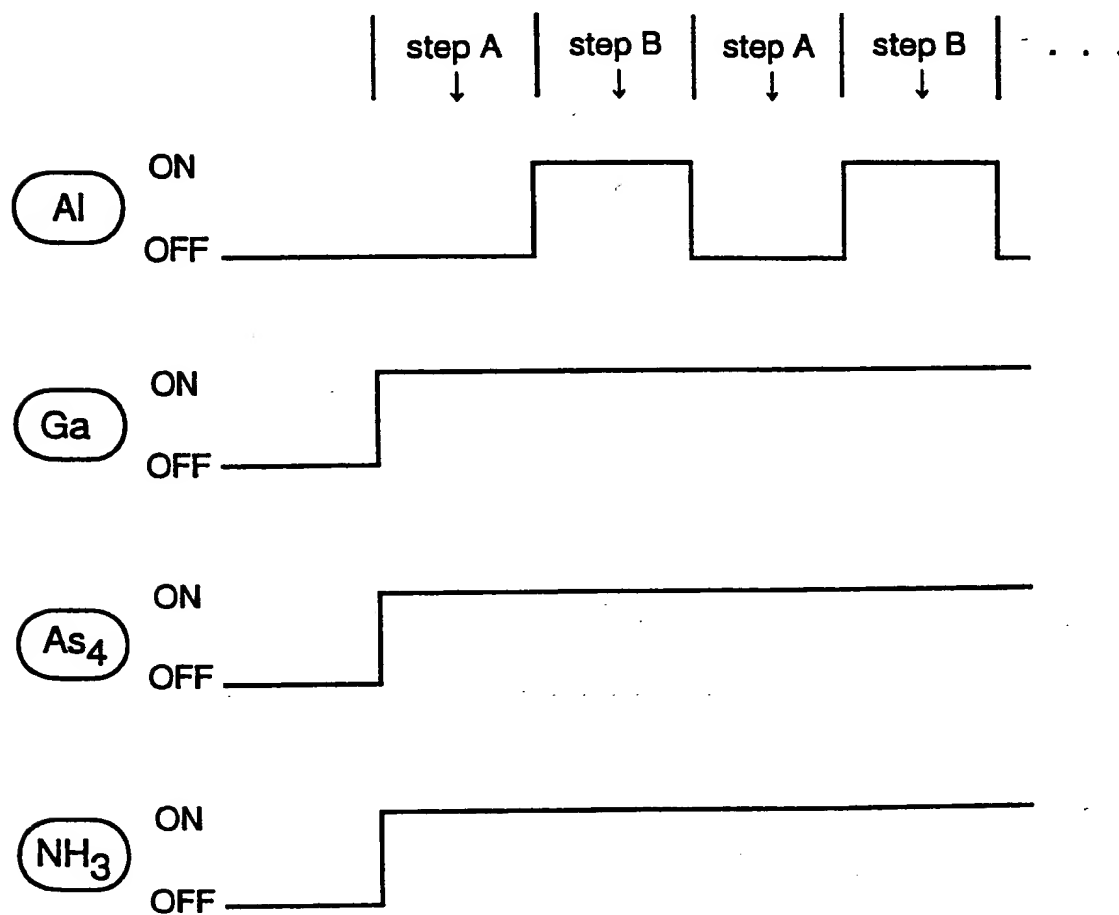 step A step B step A step B . . .
ON
Al
OFF
ON
Ga
OFF
ON
As4
OFF
ON
NH3
OFF